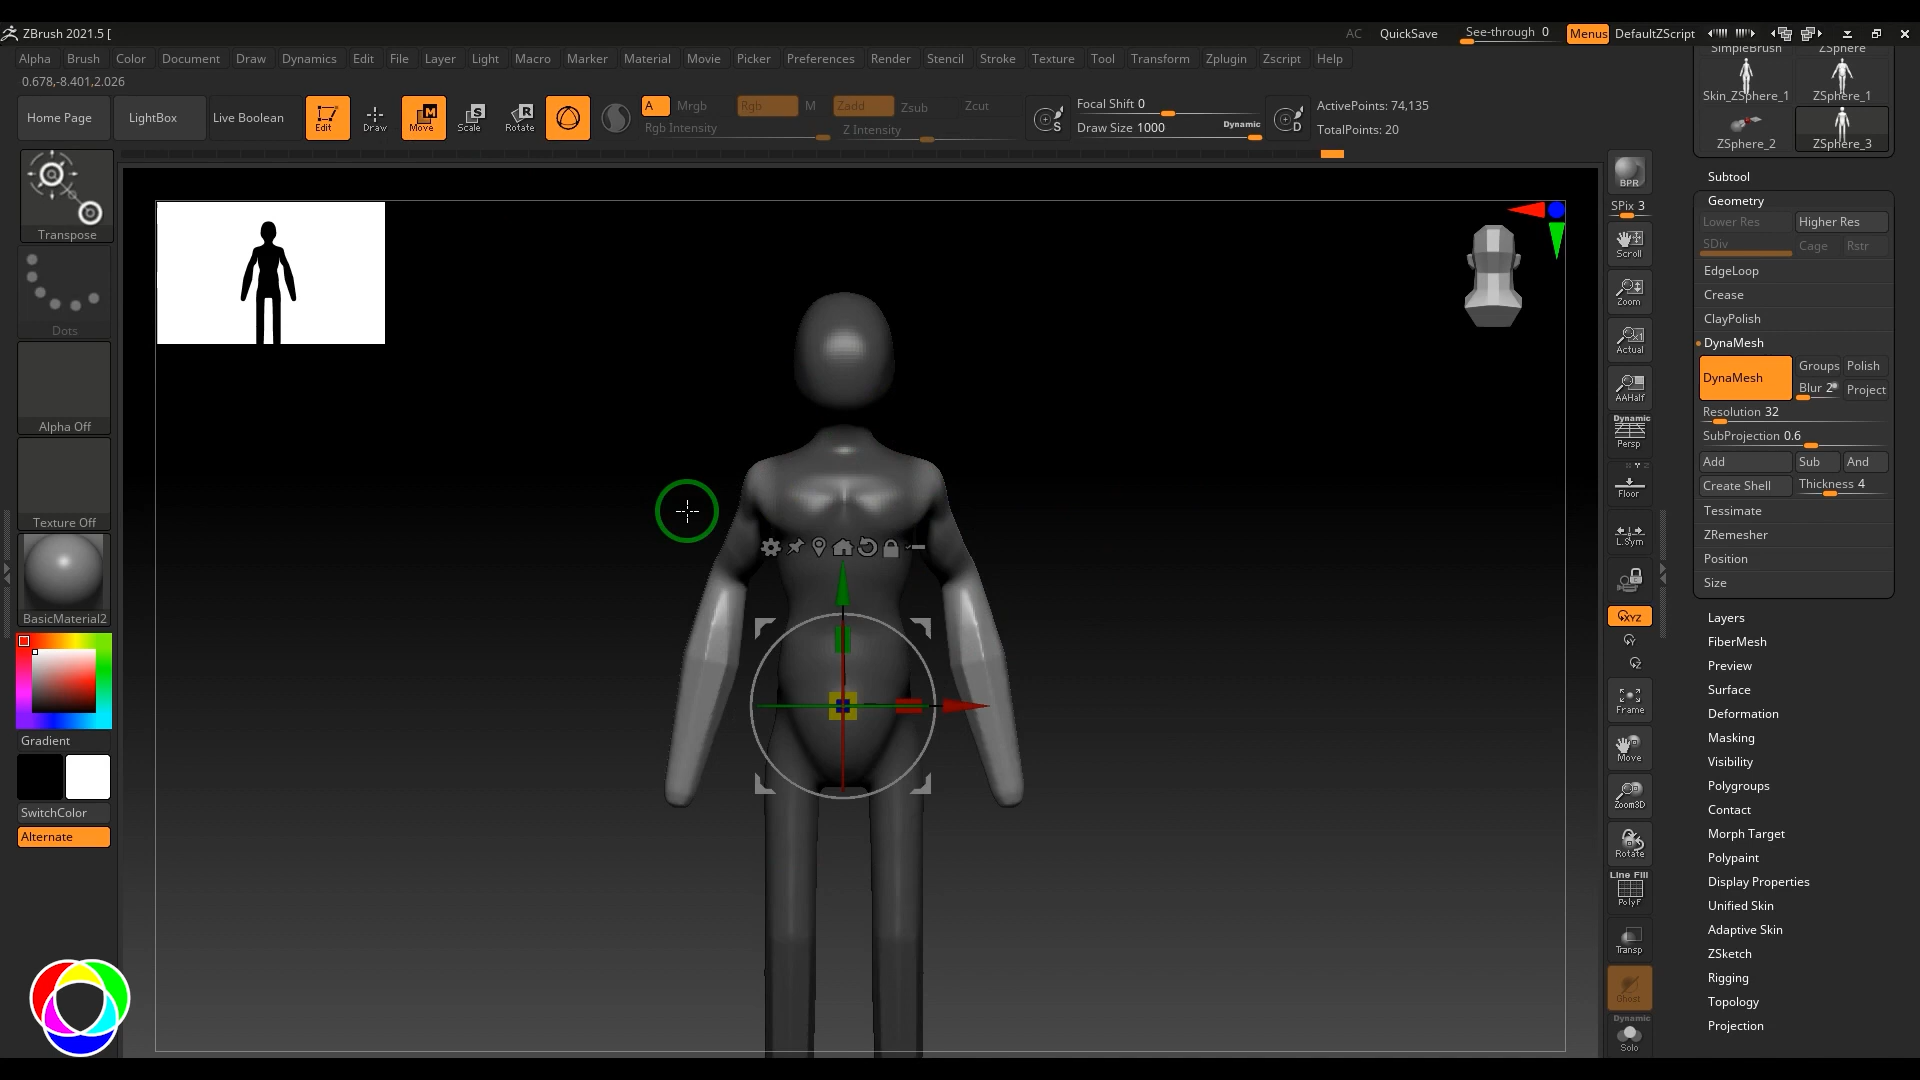 ZBrush 2021.5 [
AC QuickSave See-through 0 Menus DefaultZScript
Alpha Brush Color Document Draw Dynamics Edit File Layer Light Macro Marker Material Movie Picker Preferences Render Stencil Stroke Texture Tool Transform Zplugin Zscript Help
0.678,-8.401,2.026
Home Page LightBox Live Boolean Edit Draw Move Scale Rotate
A Mrgb Rgb M Zadd Zsub Zcut
Rgb Intensity Z Intensity
S Focal Shift 0
Draw Size 1000 Dynamic
D ActivePoints: 74,135
TotalPoints: 20
Transpose
Dots
Alpha Off
Texture Off
BasicMaterial2
Gradient
SwitchColor
Alternate
BPR
SPix 3
Scroll
Zoom
Actual
AAHalf
Dynamic
Persp
Floor
L.Sym
XYZ
Y
Z
Frame
Move
Zoom3D
Rotate
Line Fill
PolyF
Transp
Ghost
Dynamic
Solo
SimpleBrush ZSphere
Skin_ZSphere_1 ZSphere_1
ZSphere_2 ZSphere_3
Subtool
Geometry
Lower Res Higher Res
SDiv Cage Rstr
EdgeLoop
Crease
ClayPolish
DynaMesh
DynaMesh Groups Polish
Blur 2 Project
Resolution 32
SubProjection 0.6
Add Sub And
Create Shell Thickness 4
Tessimate
ZRemesher
Position
Size
Layers
FiberMesh
Preview
Surface
Deformation
Masking
Visibility
Polygroups
Contact
Morph Target
Polypaint
Display Properties
Unified Skin
Adaptive Skin
ZSketch
Rigging
Topology
Projection